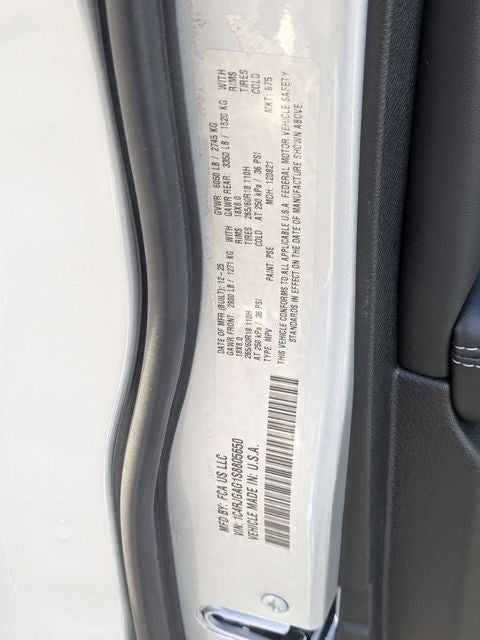 MFD BY: FCA US LLC
DATE OF MFR (BUILT): 12-25
GVWR: 6050 LB / 2745 KG
GAWR FRONT: 2800 LB / 1271 KG WITH
GAWR REAR: 3350 LB / 1520 KG WITH
18X8.0 RIMS
18X8.0 RIMS
265/60R18 110H TIRES
265/60R18 110H TIRES
AT 250 kPa / 36 PSI COLD
AT 250 kPa / 36 PSI COLD
THIS VEHICLE CONFORMS TO ALL APPLICABLE U.S.A. FEDERAL MOTOR VEHICLE SAFETY
STANDARDS IN EFFECT ON THE DATE OF MANUFACTURE SHOWN ABOVE.
VIN: 1C4RJGAG1S8805650
TYPE: MPV
PAINT: PSE
MDH: 120821
MKT: 875
VEHICLE MADE IN: U.S.A.